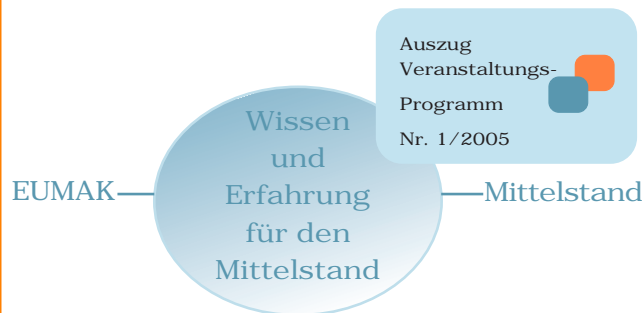 Auszug
Veranstaltungs-
Programm
Nr. 1/2005
Wissen
und
EUMAK Erfahrung Mittelstand
für den
Mittelstand